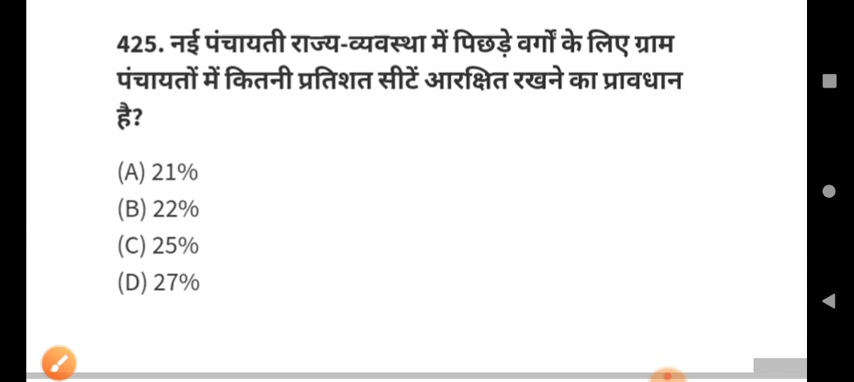 425. नई पंचायती राज्य-व्यवस्था में पिछड़े वर्गों के लिए ग्राम
पंचायतों में कितनी प्रतिशत सीटें आरक्षित रखने का प्रावधान
है?
(A) 21%
(B) 22%
(C) 25%
(D) 27%